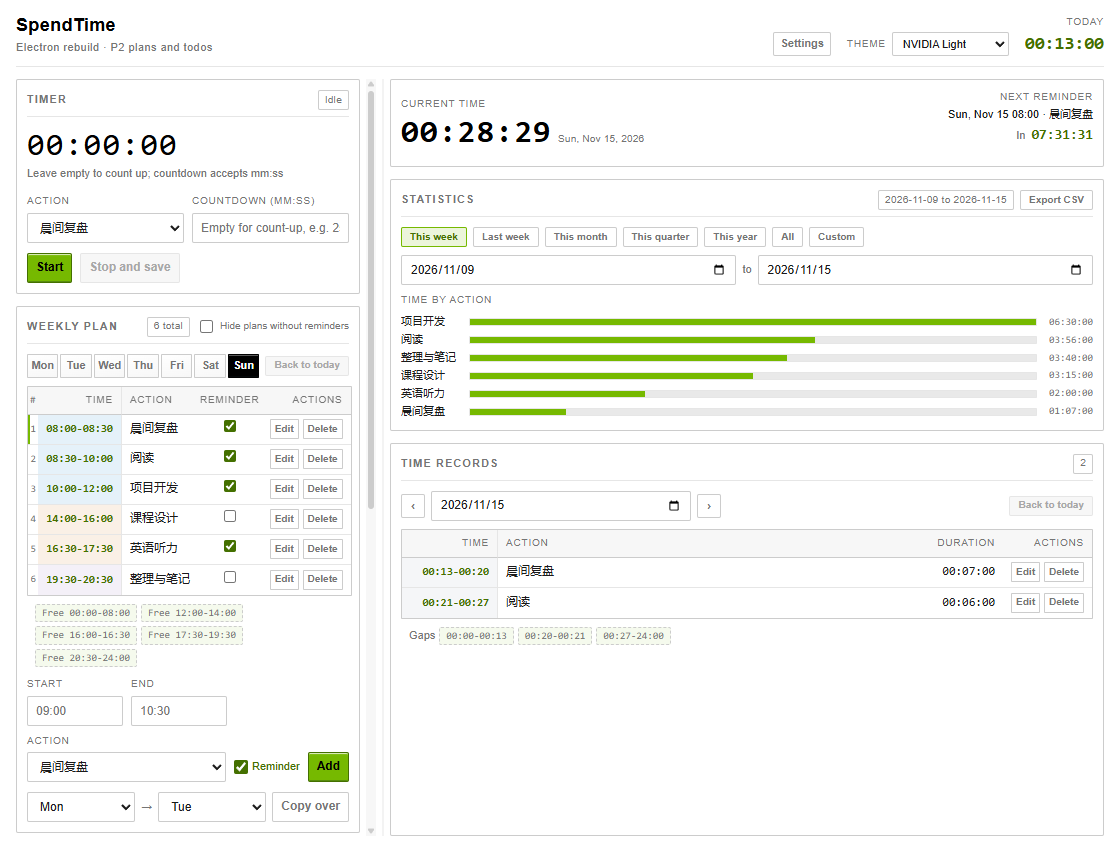 SpendTime
Electron rebuild · P2 plans and todos
Settings
THEME
NVIDIA Light
TODAY
00:13:00
TIMER
Idle
00:00:00
Leave empty to count up; countdown accepts mm:ss
ACTION
COUNTDOWN (MM:SS)
晨间复盘
Empty for count-up, e.g. 2
Start
Stop and save
WEEKLY PLAN
6 total
Hide plans without reminders
Mon Tue Wed Thu Fri Sat Sun Back to today
# TIME ACTION REMINDER ACTIONS
1 08:00-08:30 晨间复盘 Edit Delete
2 08:30-10:00 阅读 Edit Delete
3 10:00-12:00 项目开发 Edit Delete
4 14:00-16:00 课程设计 Edit Delete
5 16:30-17:30 英语听力 Edit Delete
6 19:30-20:30 整理与笔记 Edit Delete
Free 00:00-08:00 Free 12:00-14:00
Free 16:00-16:30 Free 17:30-19:30
Free 20:30-24:00
START END
09:00 10:30
ACTION
晨间复盘 Reminder Add
Mon → Tue Copy over
CURRENT TIME
00:28:29 Sun, Nov 15, 2026
NEXT REMINDER
Sun, Nov 15 08:00 · 晨间复盘
In 07:31:31
STATISTICS
2026-11-09 to 2026-11-15
Export CSV
This week Last week This month This quarter This year All Custom
2026/11/09 to 2026/11/15
TIME BY ACTION
项目开发 06:30:00
阅读 03:56:00
整理与笔记 03:40:00
课程设计 03:15:00
英语听力 02:00:00
晨间复盘 01:07:00
TIME RECORDS
2
‹ 2026/11/15 › Back to today
TIME ACTION DURATION ACTIONS
00:13-00:20 晨间复盘 00:07:00 Edit Delete
00:21-00:27 阅读 00:06:00 Edit Delete
Gaps 00:00-00:13 00:20-00:21 00:27-24:00